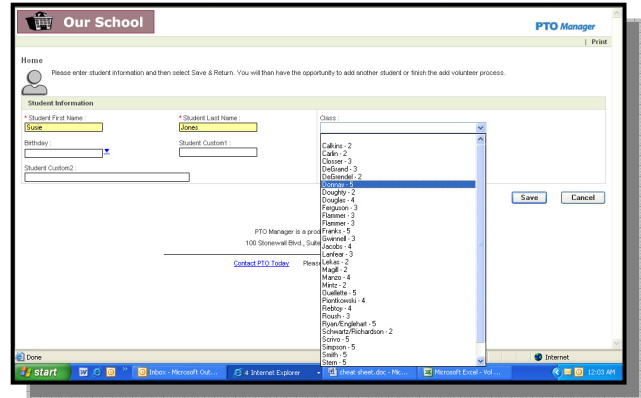 Our School
PTO Manager
| Print
Home
Please enter student information and then select Save & Return. You will than have the opportunity to add another student or finish the add volunteer process.
Student Information
* Student First Name :
* Student Last Name :
Class :
Susie
Jones
Birthday :
Student Custom1 :
Student Custom2 :
Calkins - 2
Carlin - 2
Closser - 3
DeGrand - 3
DeGrendel - 2
Donnay - 5
Doughty - 2
Douglas - 4
Ferguson - 3
Flammer - 3
Flammer - 3
Franks - 5
Gwinnell - 3
Jacobs - 4
Lanfear - 3
Lekas - 2
Magill - 2
Manzo - 4
Mintz - 2
Ouellette - 5
Piontkowski - 4
Rebtoy - 4
Roush - 3
Ryan/Englehart - 5
Schwartz/Richardson - 2
Scrivo - 5
Simpson - 5
Smith - 5
Stern - 5
Save
Cancel
PTO Manager is a prod
100 Stonewall Blvd., Suite
Contact PTO Today
Pleas
Done
Internet
start
Inbox - Microsoft Out...
4 Internet Explorer
cheat sheet.doc - Mic...
Microsoft Excel - Vol ...
12:03 AM